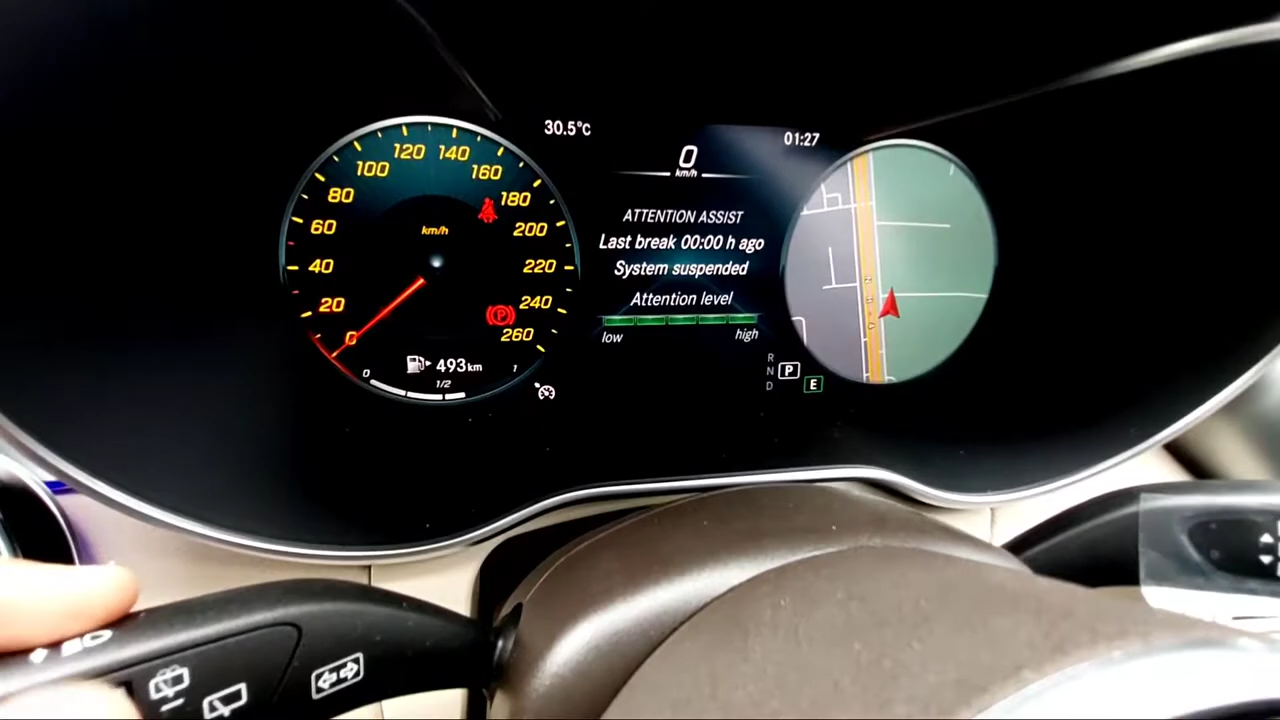 30.5°C
01:27
0
km/h
ATTENTION ASSIST
Last break 00:00 h ago
System suspended
Attention level
low
high
0
20
40
60
80
100
120
140
160
180
200
220
240
260
km/h
(P)
493 km
0
1/2
1
R
N
P
D
E